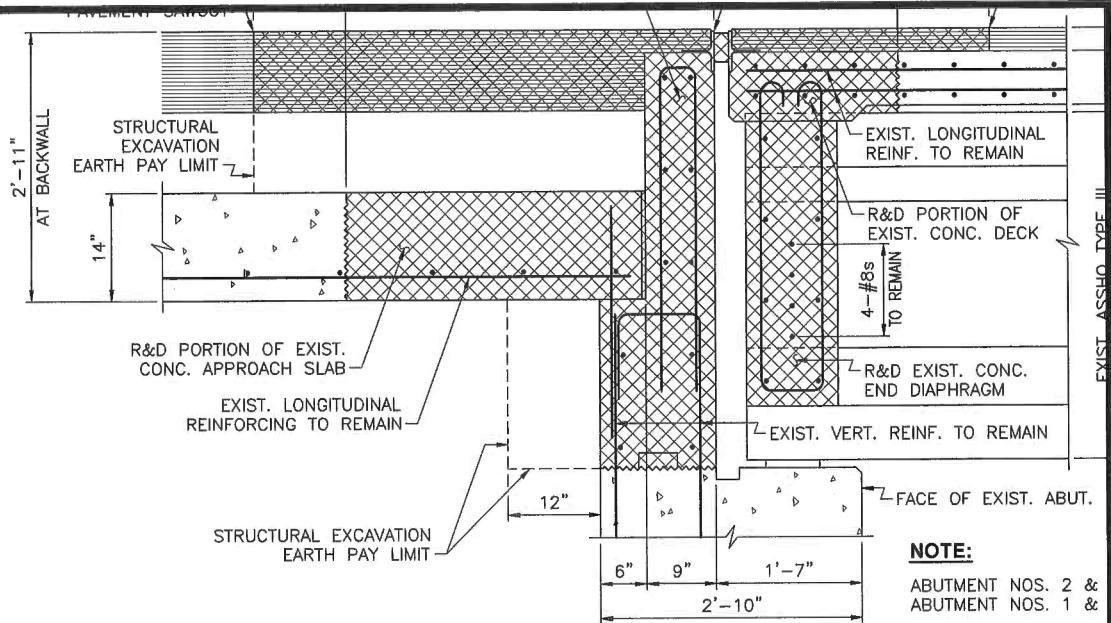 PAVEMENT SAWCUT
2'-11"
AT BACKWALL
STRUCTURAL
EXCAVATION
EARTH PAY LIMIT
14"
R&D PORTION OF EXIST.
CONC. APPROACH SLAB
EXIST. LONGITUDINAL
REINFORCING TO REMAIN
STRUCTURAL EXCAVATION
EARTH PAY LIMIT
12"
6"
9"
1'-7"
2'-10"
EXIST. LONGITUDINAL
REINF. TO REMAIN
R&D PORTION OF
EXIST. CONC. DECK
4-#8s
TO REMAIN
R&D EXIST. CONC.
END DIAPHRAGM
EXIST. VERT. REINF. TO REMAIN
FACE OF EXIST. ABUT.
EXIST. ASSHO TYPE III
NOTE:
ABUTMENT NOS. 2 &
ABUTMENT NOS. 1 &